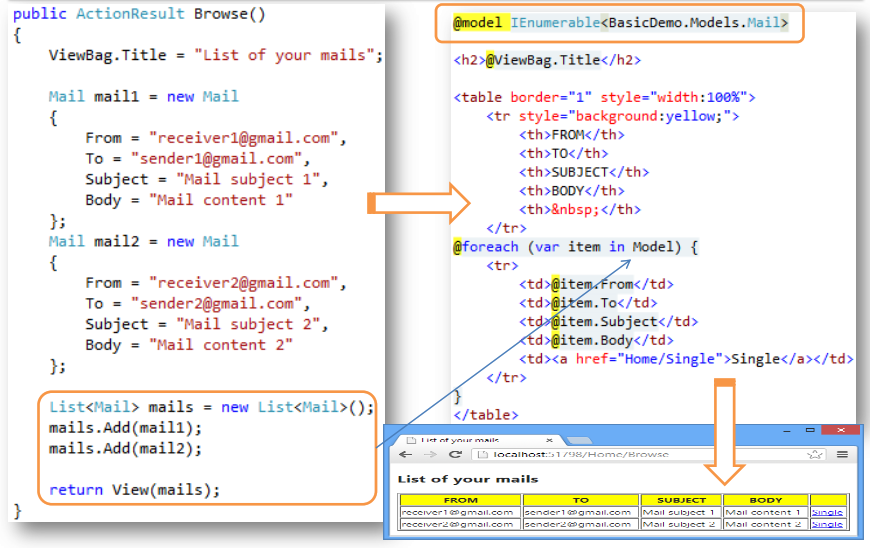 public ActionResult Browse()
{
ViewBag.Title = "List of your mails";
Mail mail1 = new Mail
{
From = "receiver1@gmail.com",
To = "sender1@gmail.com",
Subject = "Mail subject 1",
Body = "Mail content 1"
};
Mail mail2 = new Mail
{
From = "receiver2@gmail.com",
To = "sender2@gmail.com",
Subject = "Mail subject 2",
Body = "Mail content 2"
};
List<Mail> mails = new List<Mail>();
mails.Add(mail1);
mails.Add(mail2);
return View(mails);
}
@model IEnumerable<BasicDemo.Models.Mail>
<h2>@ViewBag.Title</h2>
<table border="1" style="width:100%">
<tr style="background:yellow;">
<th>FROM</th>
<th>TO</th>
<th>SUBJECT</th>
<th>BODY</th>
<th>&nbsp;</th>
</tr>
@foreach (var item in Model) {
<tr>
<td>@item.From</td>
<td>@item.To</td>
<td>@item.Subject</td>
<td>@item.Body</td>
<td><a href="Home/Single">Single</a></td>
</tr>
}
</table>
List of your mails
localhost:51798/Home/Browse
List of your mails
FROM TO SUBJECT BODY
receiver1@gmail.com sender1@gmail.com Mail subject 1 Mail content 1 Single
receiver2@gmail.com sender2@gmail.com Mail subject 2 Mail content 2 Single